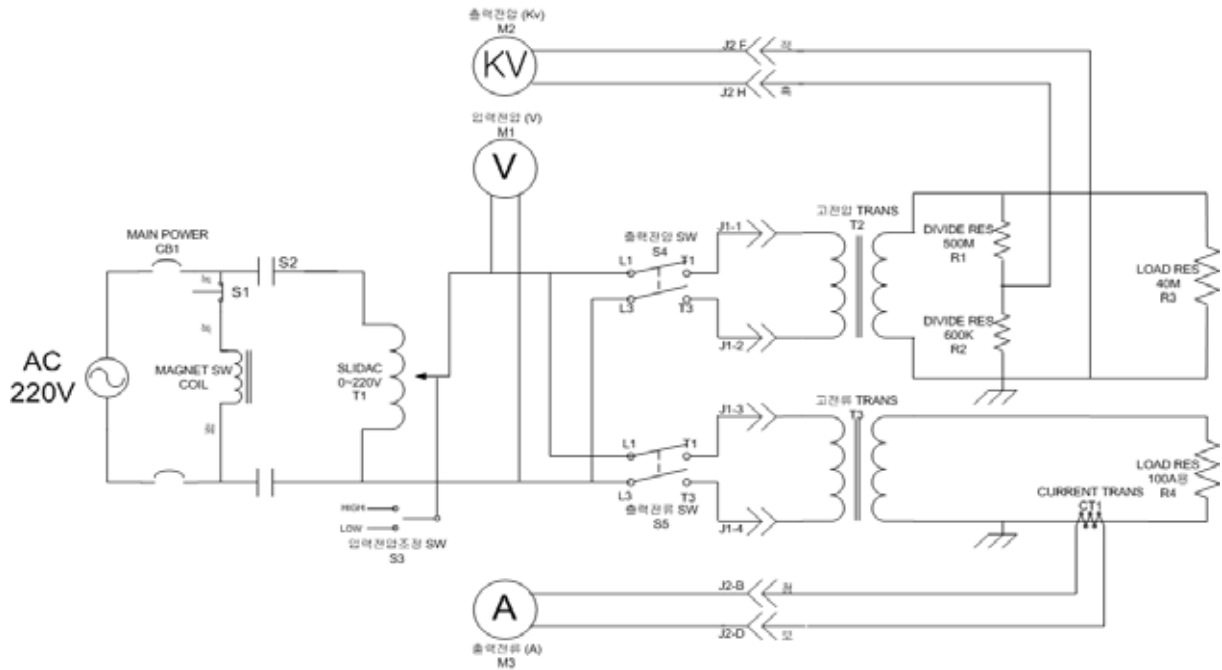 출력전압 (Kv)
M2
KV
J2 F
적
J2 H
흑
입력전압 (V)
M1
V
MAIN POWER
CB1
S2
S1
AC
220V
MAGNET SW
COIL
SLIDAC
0~220V
T1
HIGH
LOW
입력전압조정 SW
S3
출력전압 SW
S4
L1
T1
L3
T3
J1-1
J1-2
고전압 TRANS
T2
DIVIDE RES
500M
R1
DIVIDE RES
600K
R2
LOAD RES
40M
R3
L1
T1
L3
T3
출력전류 SW
S5
J1-3
J1-4
고전류 TRANS
T3
LOAD RES
100A용
R4
CURRENT TRANS
CT1
A
J2-B
J2-D
출력전류 (A)
M3